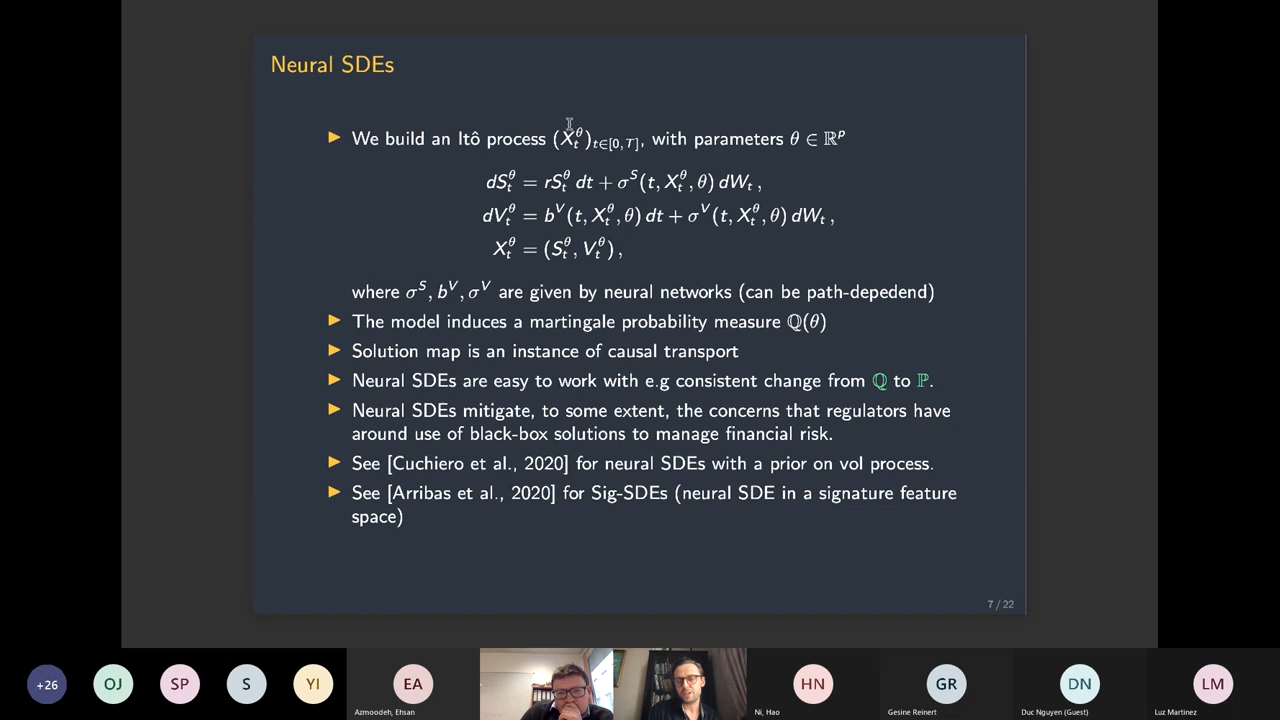 Neural SDEs
▶ We build an Itô process (X_t^θ)_{t∈[0,T]}, with parameters θ ∈ ℝ^p
dS_t^θ = rS_t^θ dt + σ^S(t, X_t^θ, θ) dW_t ,
dV_t^θ = b^V(t, X_t^θ, θ) dt + σ^V(t, X_t^θ, θ) dW_t ,
X_t^θ = (S_t^θ, V_t^θ) ,
where σ^S, b^V, σ^V are given by neural networks (can be path-depedend)
▶ The model induces a martingale probability measure ℚ(θ)
▶ Solution map is an instance of causal transport
▶ Neural SDEs are easy to work with e.g consistent change from ℚ to ℙ.
▶ Neural SDEs mitigate, to some extent, the concerns that regulators have
around use of black-box solutions to manage financial risk.
▶ See [Cuchiero et al., 2020] for neural SDEs with a prior on vol process.
▶ See [Arribas et al., 2020] for Sig-SDEs (neural SDE in a signature feature
space)
7 / 22
+26 OJ SP S YI EA HN GR DN LM
Azmoodeh, Ehsan Ni, Hao Gesine Reinert Duc Nguyen (Guest) Luz Martinez